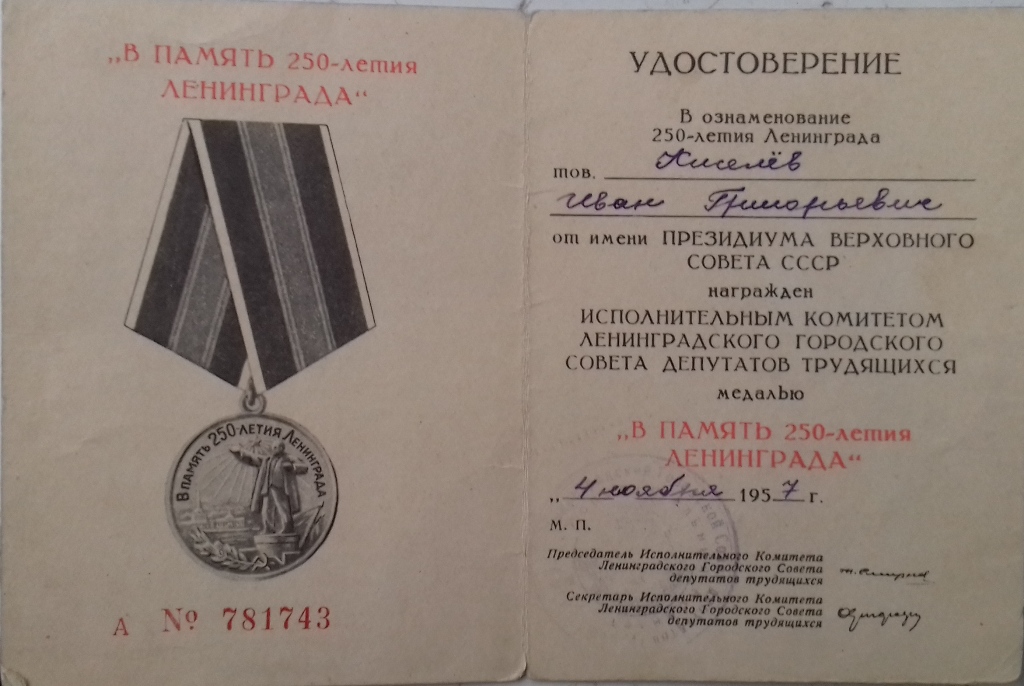 „В ПАМЯТЬ 250-летия
ЛЕНИНГРАДА“
В ПАМЯТЬ 250 ЛЕТИЯ ЛЕНИНГРАДА
А № 781743
УДОСТОВЕРЕНИЕ
В ознаменование
250-летия Ленинграда
тов. Киселёв
Иван Григорьевич
от имени ПРЕЗИДИУМА ВЕРХОВНОГО
СОВЕТА СССР
награжден
ИСПОЛНИТЕЛЬНЫМ КОМИТЕТОМ
ЛЕНИНГРАДСКОГО ГОРОДСКОГО
СОВЕТА ДЕПУТАТОВ ТРУДЯЩИХСЯ
медалью
„В ПАМЯТЬ 250-летия
ЛЕНИНГРАДА“
„4 ноября 1957 г.
М. П.
Председатель Исполнительного Комитета
Ленинградского Городского Совета
депутатов трудящихся
Секретарь Исполнительного Комитета
Ленинградского Городского Совета
депутатов трудящихся